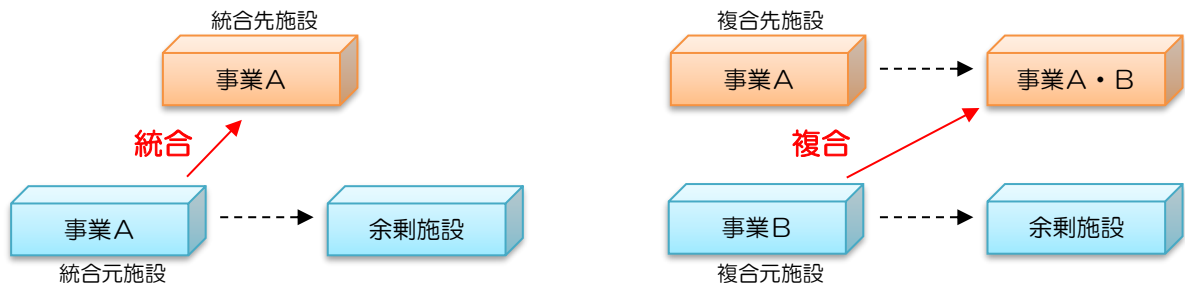 統合先施設
事業A
統合
事業A
余剰施設
統合元施設
複合先施設
事業A
事業A・B
複合
事業B
余剰施設
複合元施設